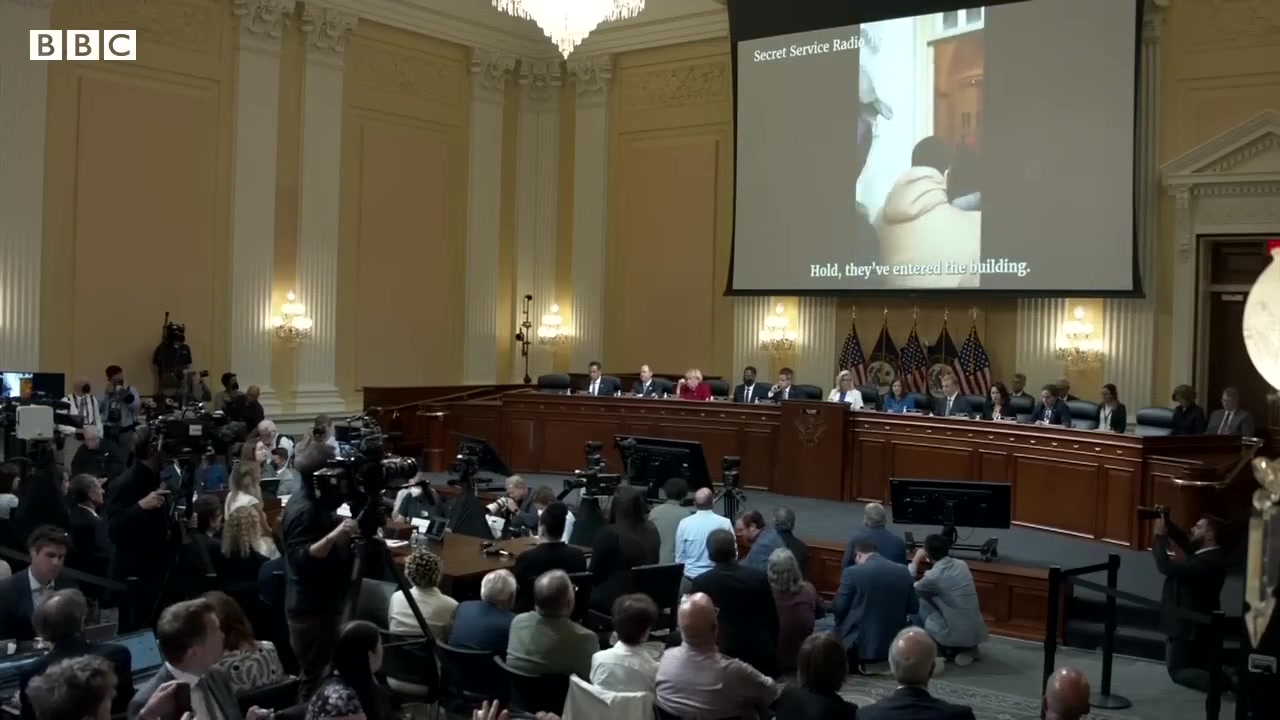 BBC
Secret Service Radio
Hold, they've entered the building.